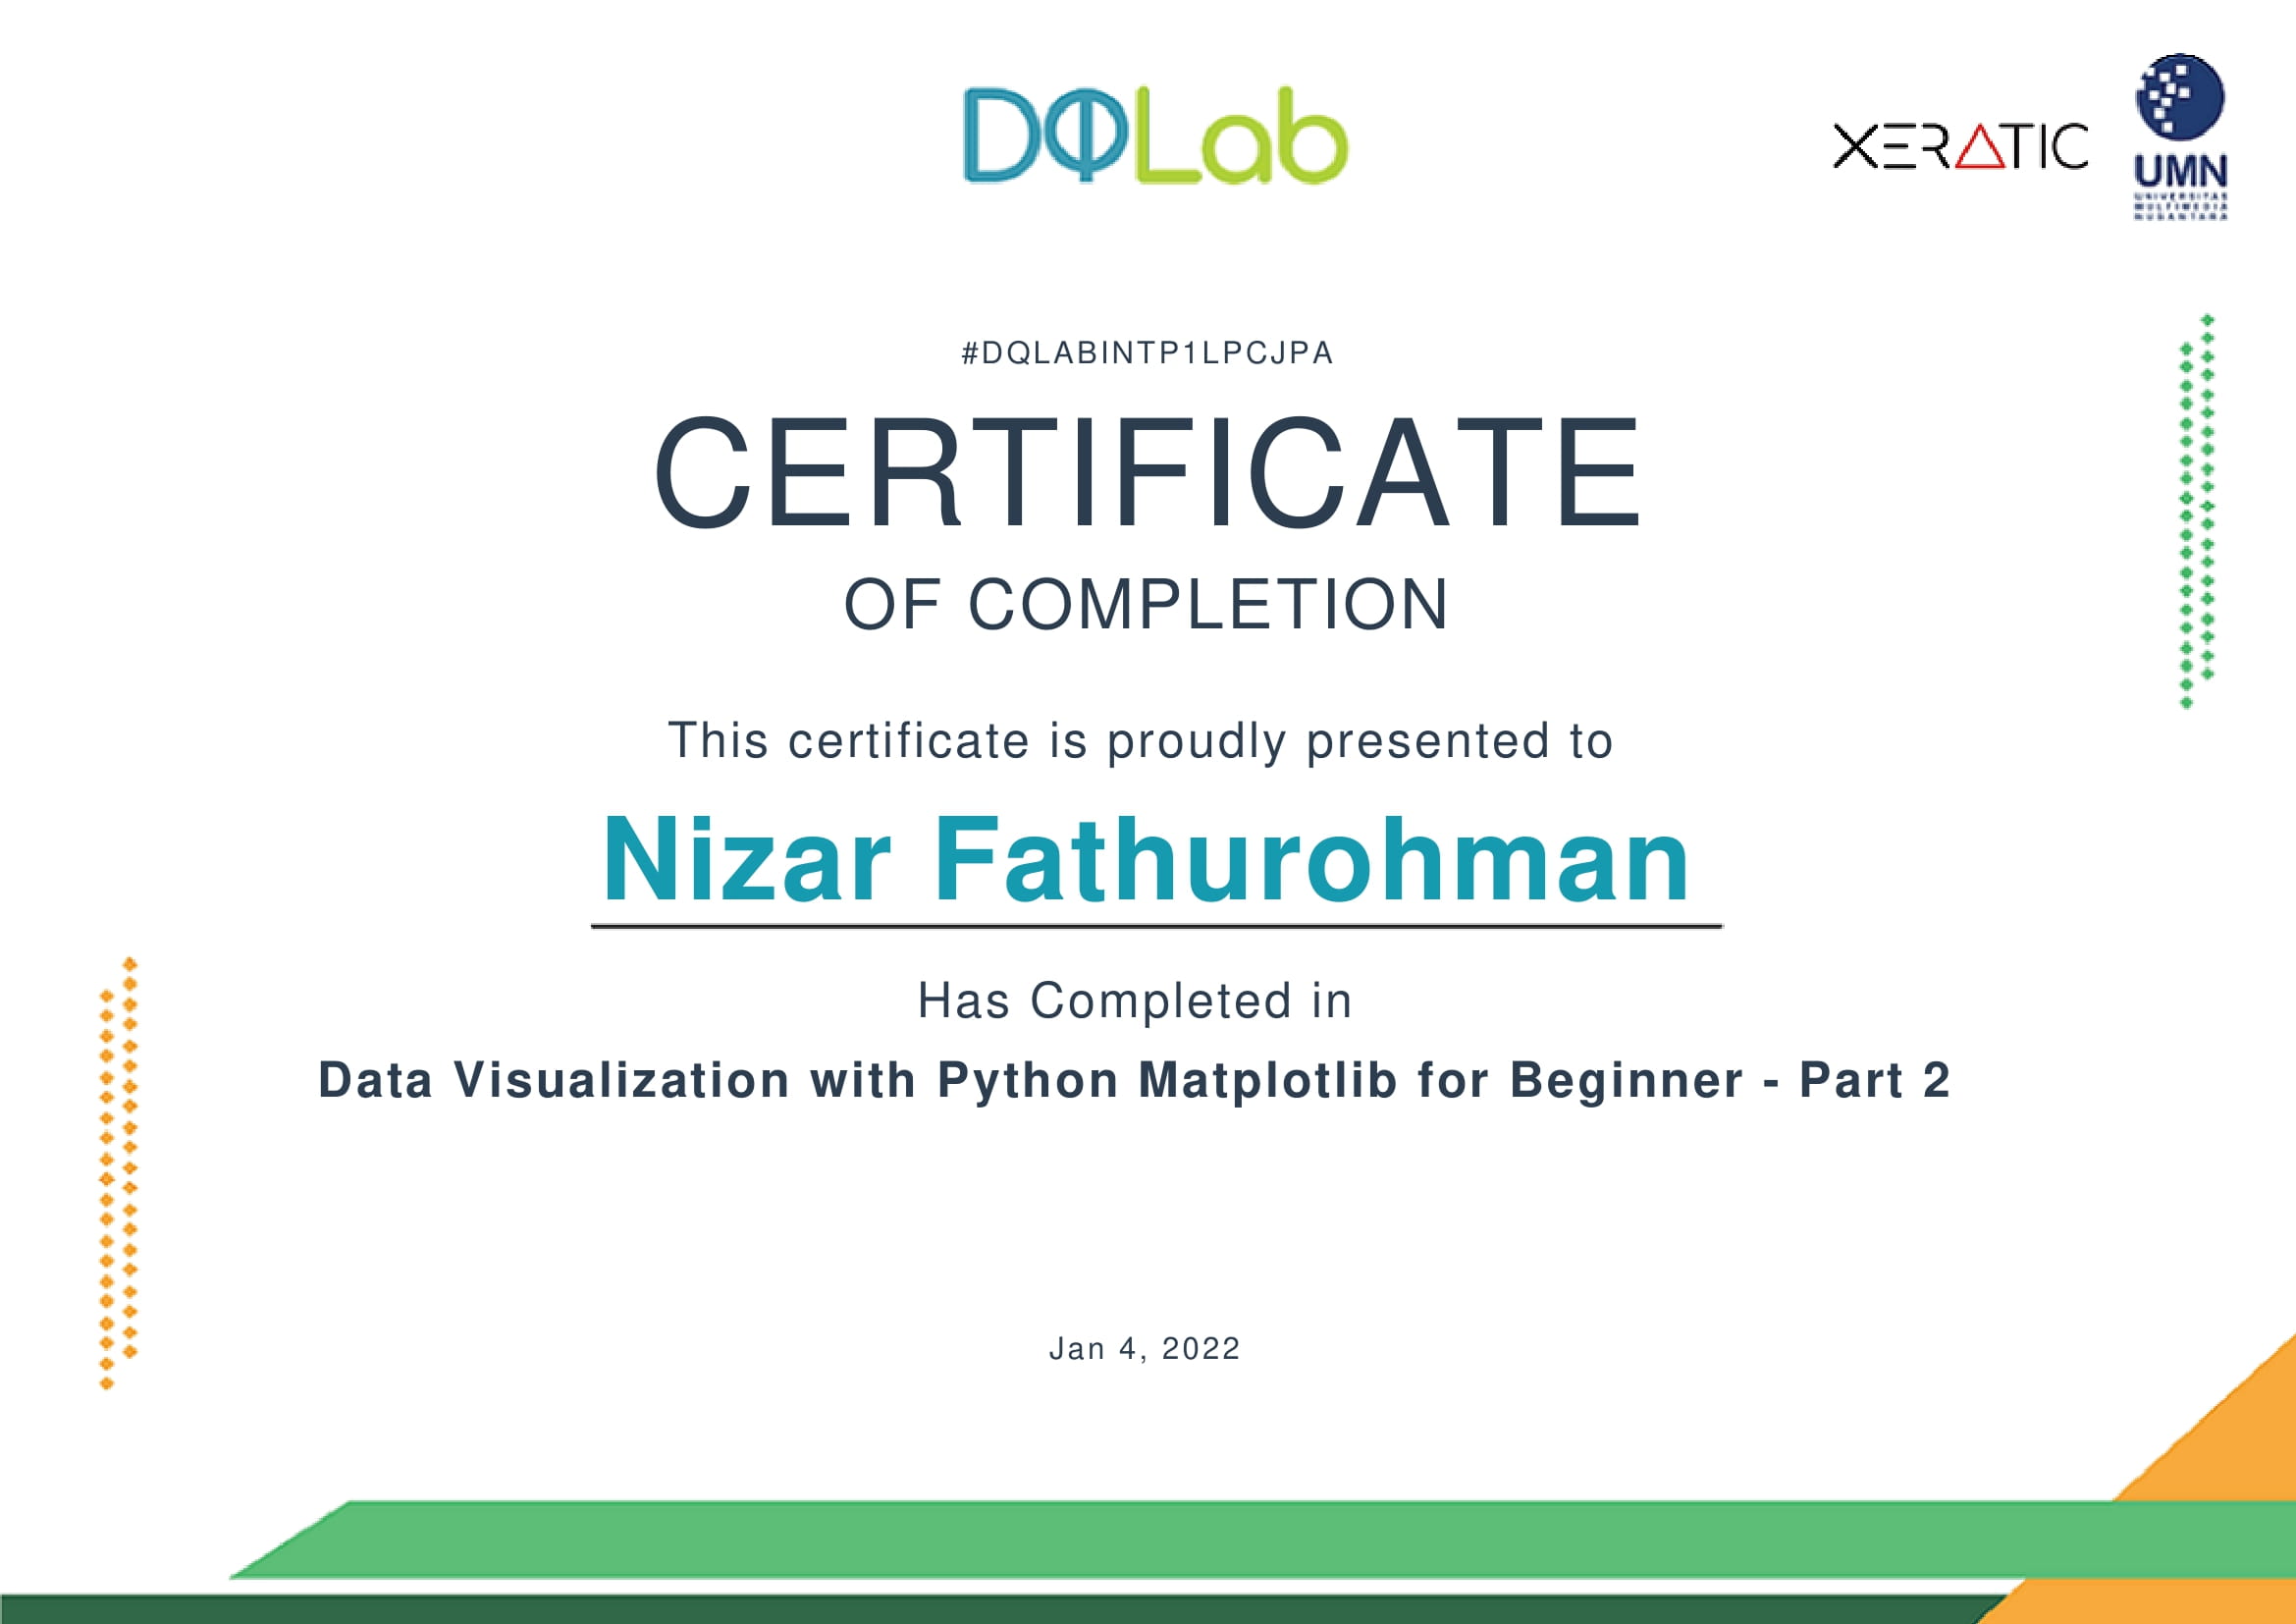 DQLab
XERATIC
UMN
UNIVERSITAS
MULTIMEDIA
NUSANTARA
#DQLABINTP1LPCJPA
CERTIFICATE
OF COMPLETION
This certificate is proudly presented to
Nizar Fathurohman
Has Completed in
Data Visualization with Python Matplotlib for Beginner - Part 2
Jan 4, 2022